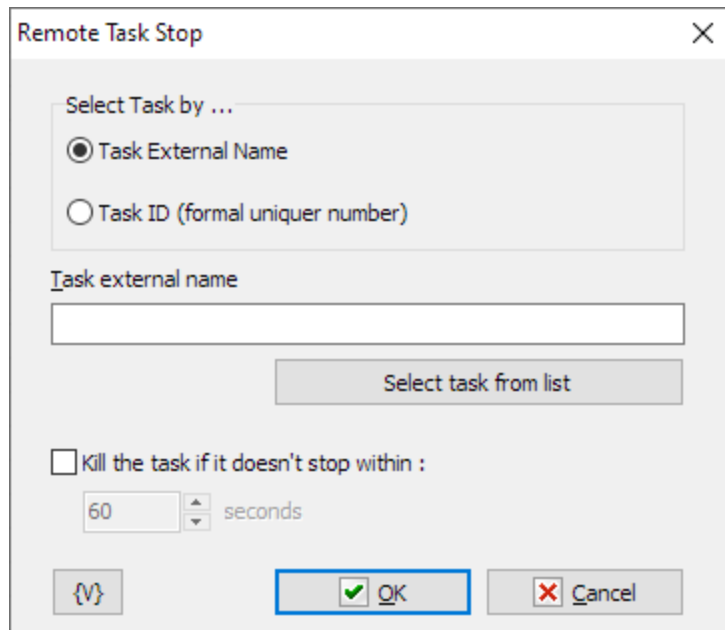 Remote Task Stop
Select Task by ...
Task External Name
Task ID (formal uniquer number)
Task external name
Select task from list
Kill the task if it doesn't stop within :
60 seconds
{V} OK Cancel